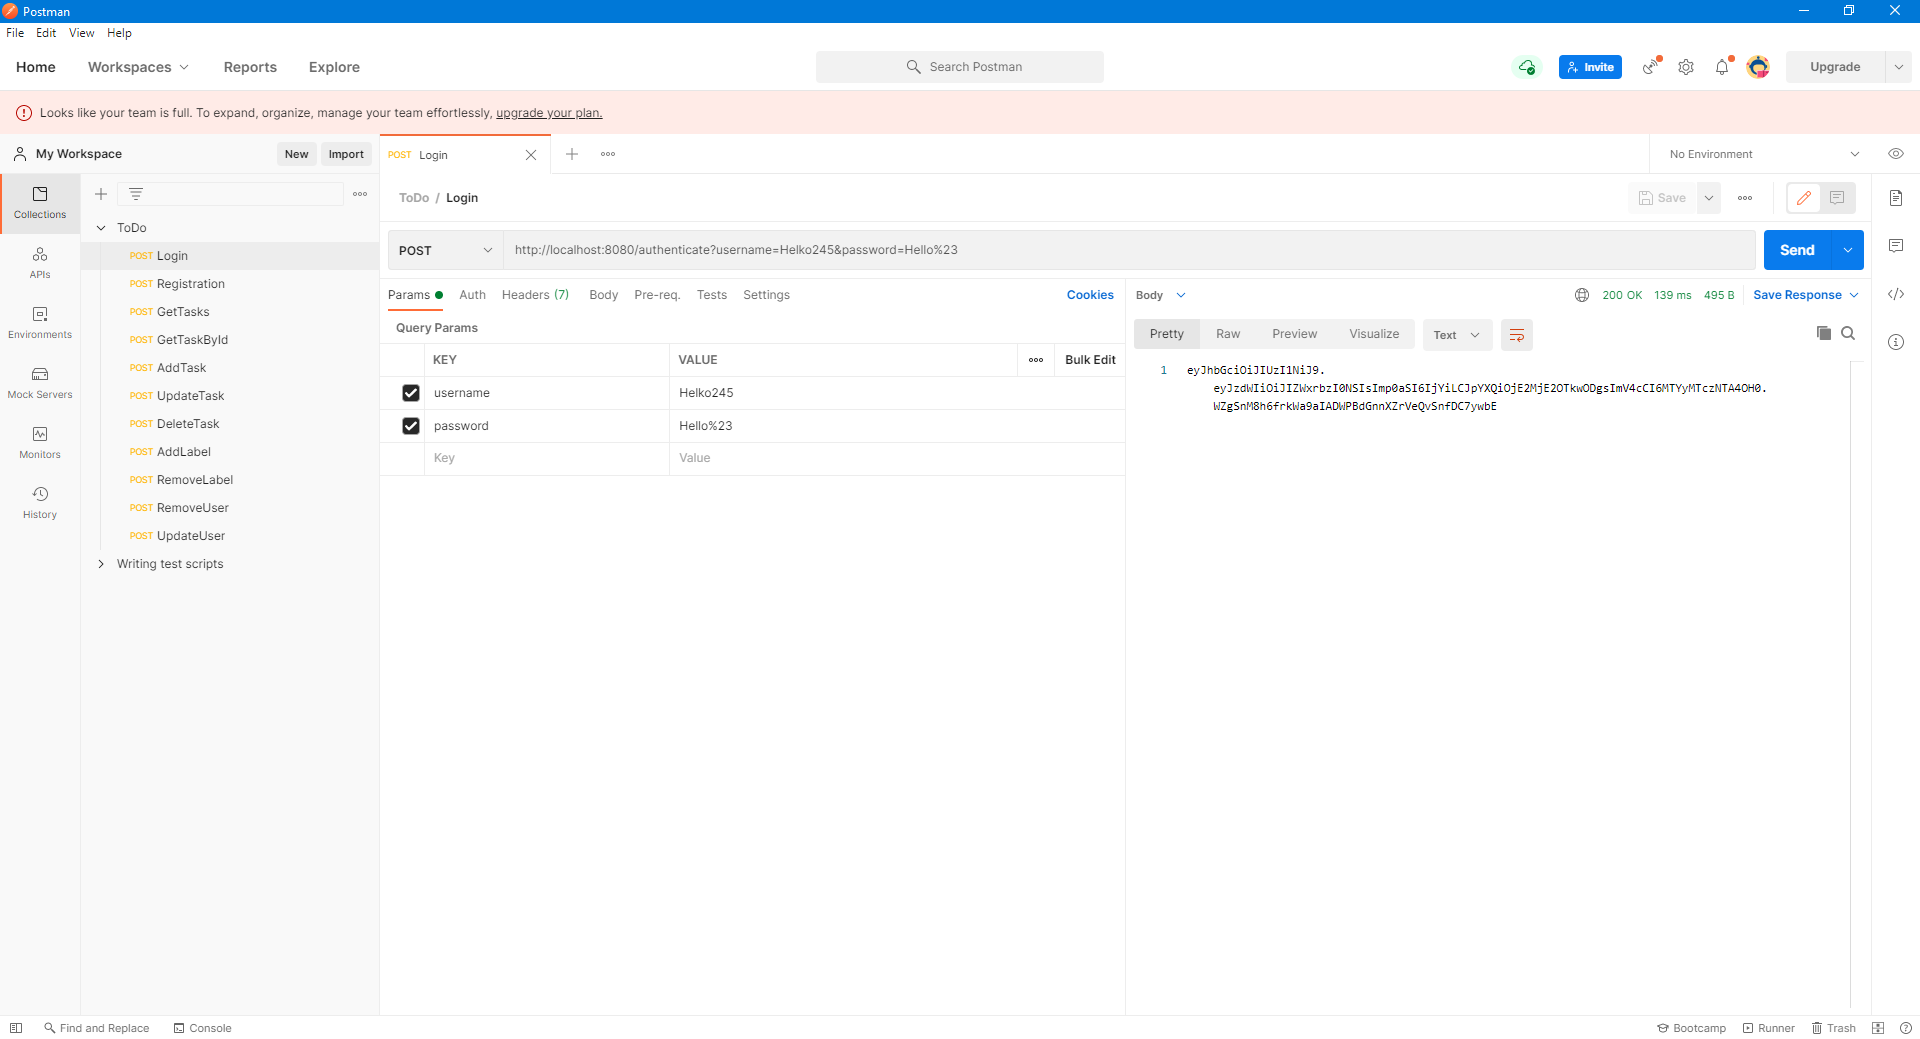 Postman
File Edit View Help
Home Workspaces Reports Explore
Search Postman
Invite
Upgrade
Looks like your team is full. To expand, organize, manage your team effortlessly, upgrade your plan.
My Workspace
New
Import
POST Login
No Environment
Collections
APIs
Environments
Mock Servers
Monitors
History
ToDo
POST Login
POST Registration
POST GetTasks
POST GetTaskById
POST AddTask
POST UpdateTask
POST DeleteTask
POST AddLabel
POST RemoveLabel
POST RemoveUser
POST UpdateUser
Writing test scripts
ToDo / Login
Save
POST
http://localhost:8080/authenticate?username=Helko245&password=Hello%23
Send
Params Auth Headers (7) Body Pre-req. Tests Settings
Cookies
Query Params
KEY VALUE Bulk Edit
username Helko245
password Hello%23
Key Value
Body
200 OK 139 ms 495 B
Save Response
Pretty Raw Preview Visualize
Text
1 eyJhbGciOiJIUzI1NiJ9.
eyJzdWIiOiJIZWxrbzI0NSIsImp0aSI6IjYiLCJpYXQiOjE2MjE2OTkwODgsImV4cCI6MTYyMTczNTA4OH0.
WZgSnM8h6frkWa9aIADWPBdGnnXZrVeQvSnfDC7ywbE
Find and Replace Console
Bootcamp Runner Trash